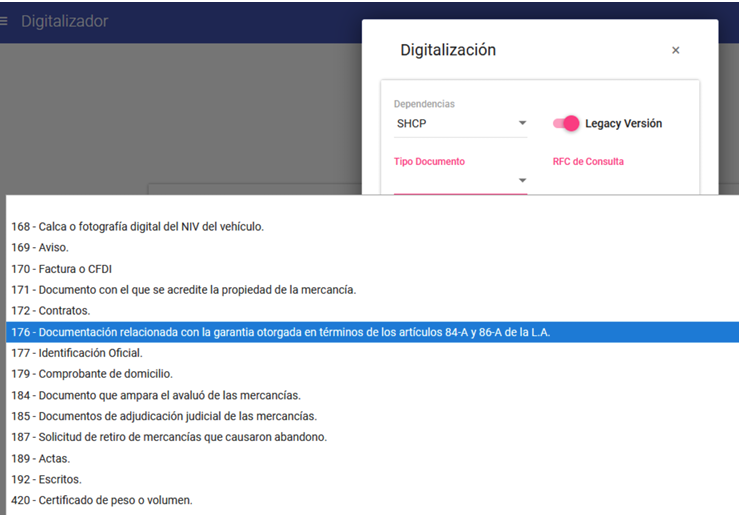 Digitalizador
Digitalización
Dependencias
SHCP
Legacy Versión
Tipo Documento
RFC de Consulta
168 - Calca o fotografía digital del NIV del vehículo.
169 - Aviso.
170 - Factura o CFDI
171 - Documento con el que se acredite la propiedad de la mercancía.
172 - Contratos.
176 - Documentación relacionada con la garantia otorgada en términos de los artículos 84-A y 86-A de la L.A.
177 - Identificación Oficial.
179 - Comprobante de domicilio.
184 - Documento que ampara el avaluó de las mercancías.
185 - Documentos de adjudicación judicial de las mercancías.
187 - Solicitud de retiro de mercancías que causaron abandono.
189 - Actas.
192 - Escritos.
420 - Certificado de peso o volumen.